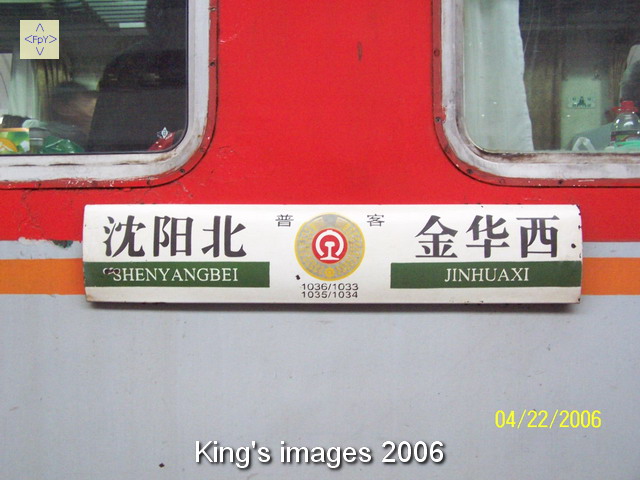 <FpY>
沈阳北 普 客 金华西
SHENYANGBEI JINHUAXI
1036/1033
1035/1034
04/22/2006
King's images 2006